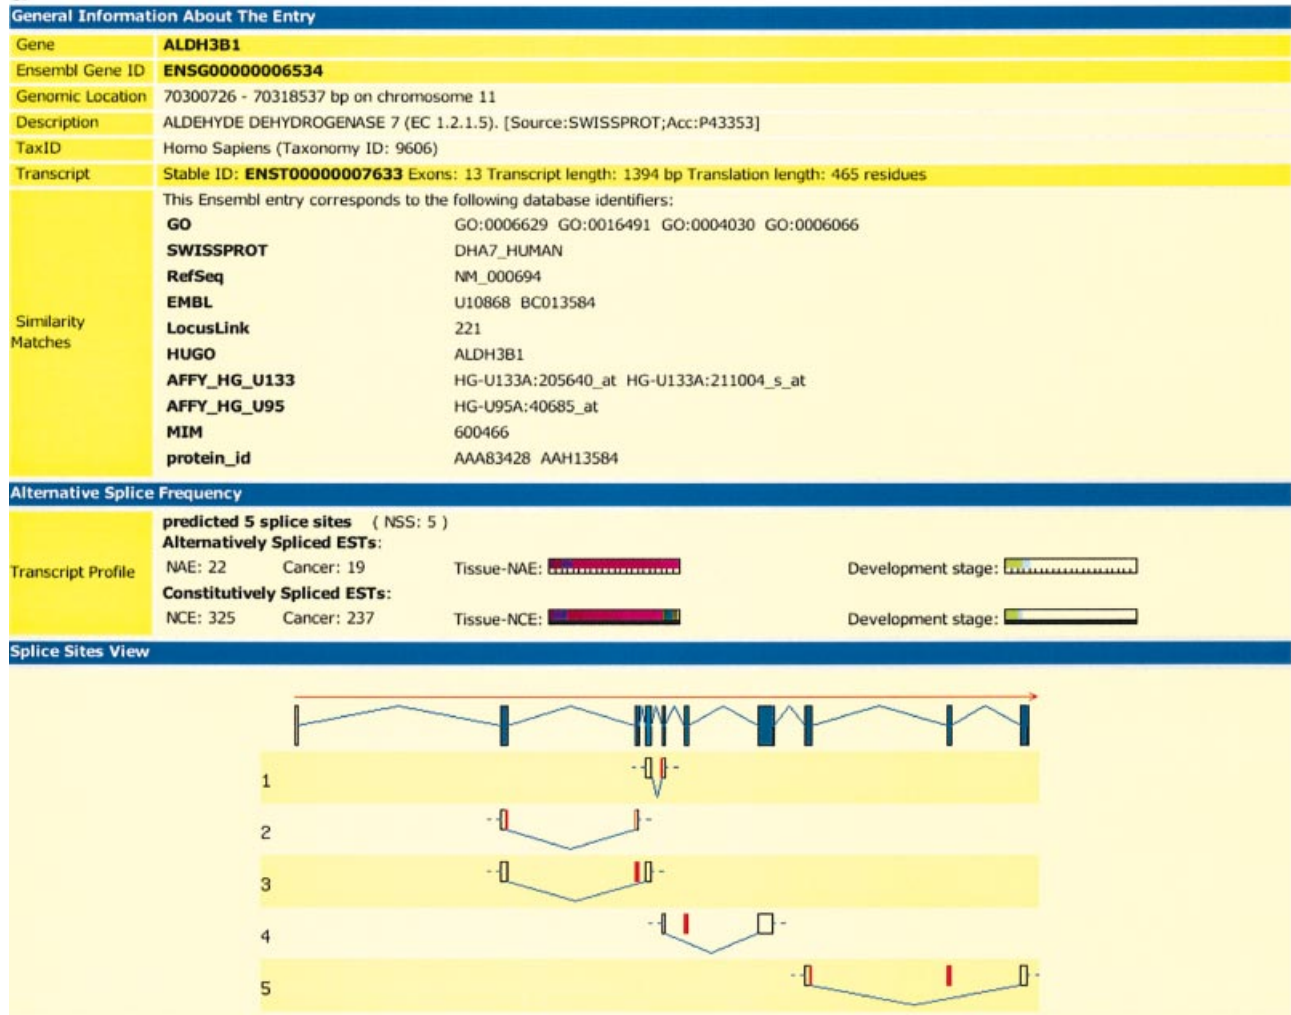 General Information About The Entry
Gene ALDH3B1
Ensembl Gene ID ENSG00000006534
Genomic Location 70300726 - 70318537 bp on chromosome 11
Description ALDEHYDE DEHYDROGENASE 7 (EC 1.2.1.5). [Source:SWISSPROT;Acc:P43353]
TaxID Homo Sapiens (Taxonomy ID: 9606)
Transcript Stable ID: ENST00000007633 Exons: 13 Transcript length: 1394 bp Translation length: 465 residues
Similarity Matches
This Ensembl entry corresponds to the following database identifiers:
GO GO:0006629 GO:0016491 GO:0004030 GO:0006066
SWISSPROT DHA7_HUMAN
RefSeq NM_000694
EMBL U10868 BC013584
LocusLink 221
HUGO ALDH3B1
AFFY_HG_U133 HG-U133A:205640_at HG-U133A:211004_s_at
AFFY_HG_U95 HG-U95A:40685_at
MIM 600466
protein_id AAA83428 AAH13584
Alternative Splice Frequency
Transcript Profile
predicted 5 splice sites ( NSS: 5 )
Alternatively Spliced ESTs:
NAE: 22 Cancer: 19 Tissue-NAE: Development stage:
Constitutively Spliced ESTs:
NCE: 325 Cancer: 237 Tissue-NCE: Development stage:
Splice Sites View
1
2
3
4
5